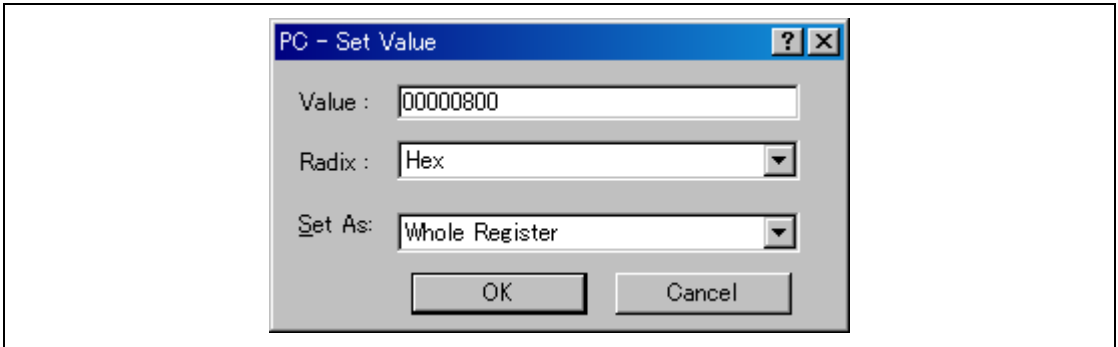 PC - Set Value
Value : 00000800
Radix : Hex
Set As: Whole Register
OK Cancel